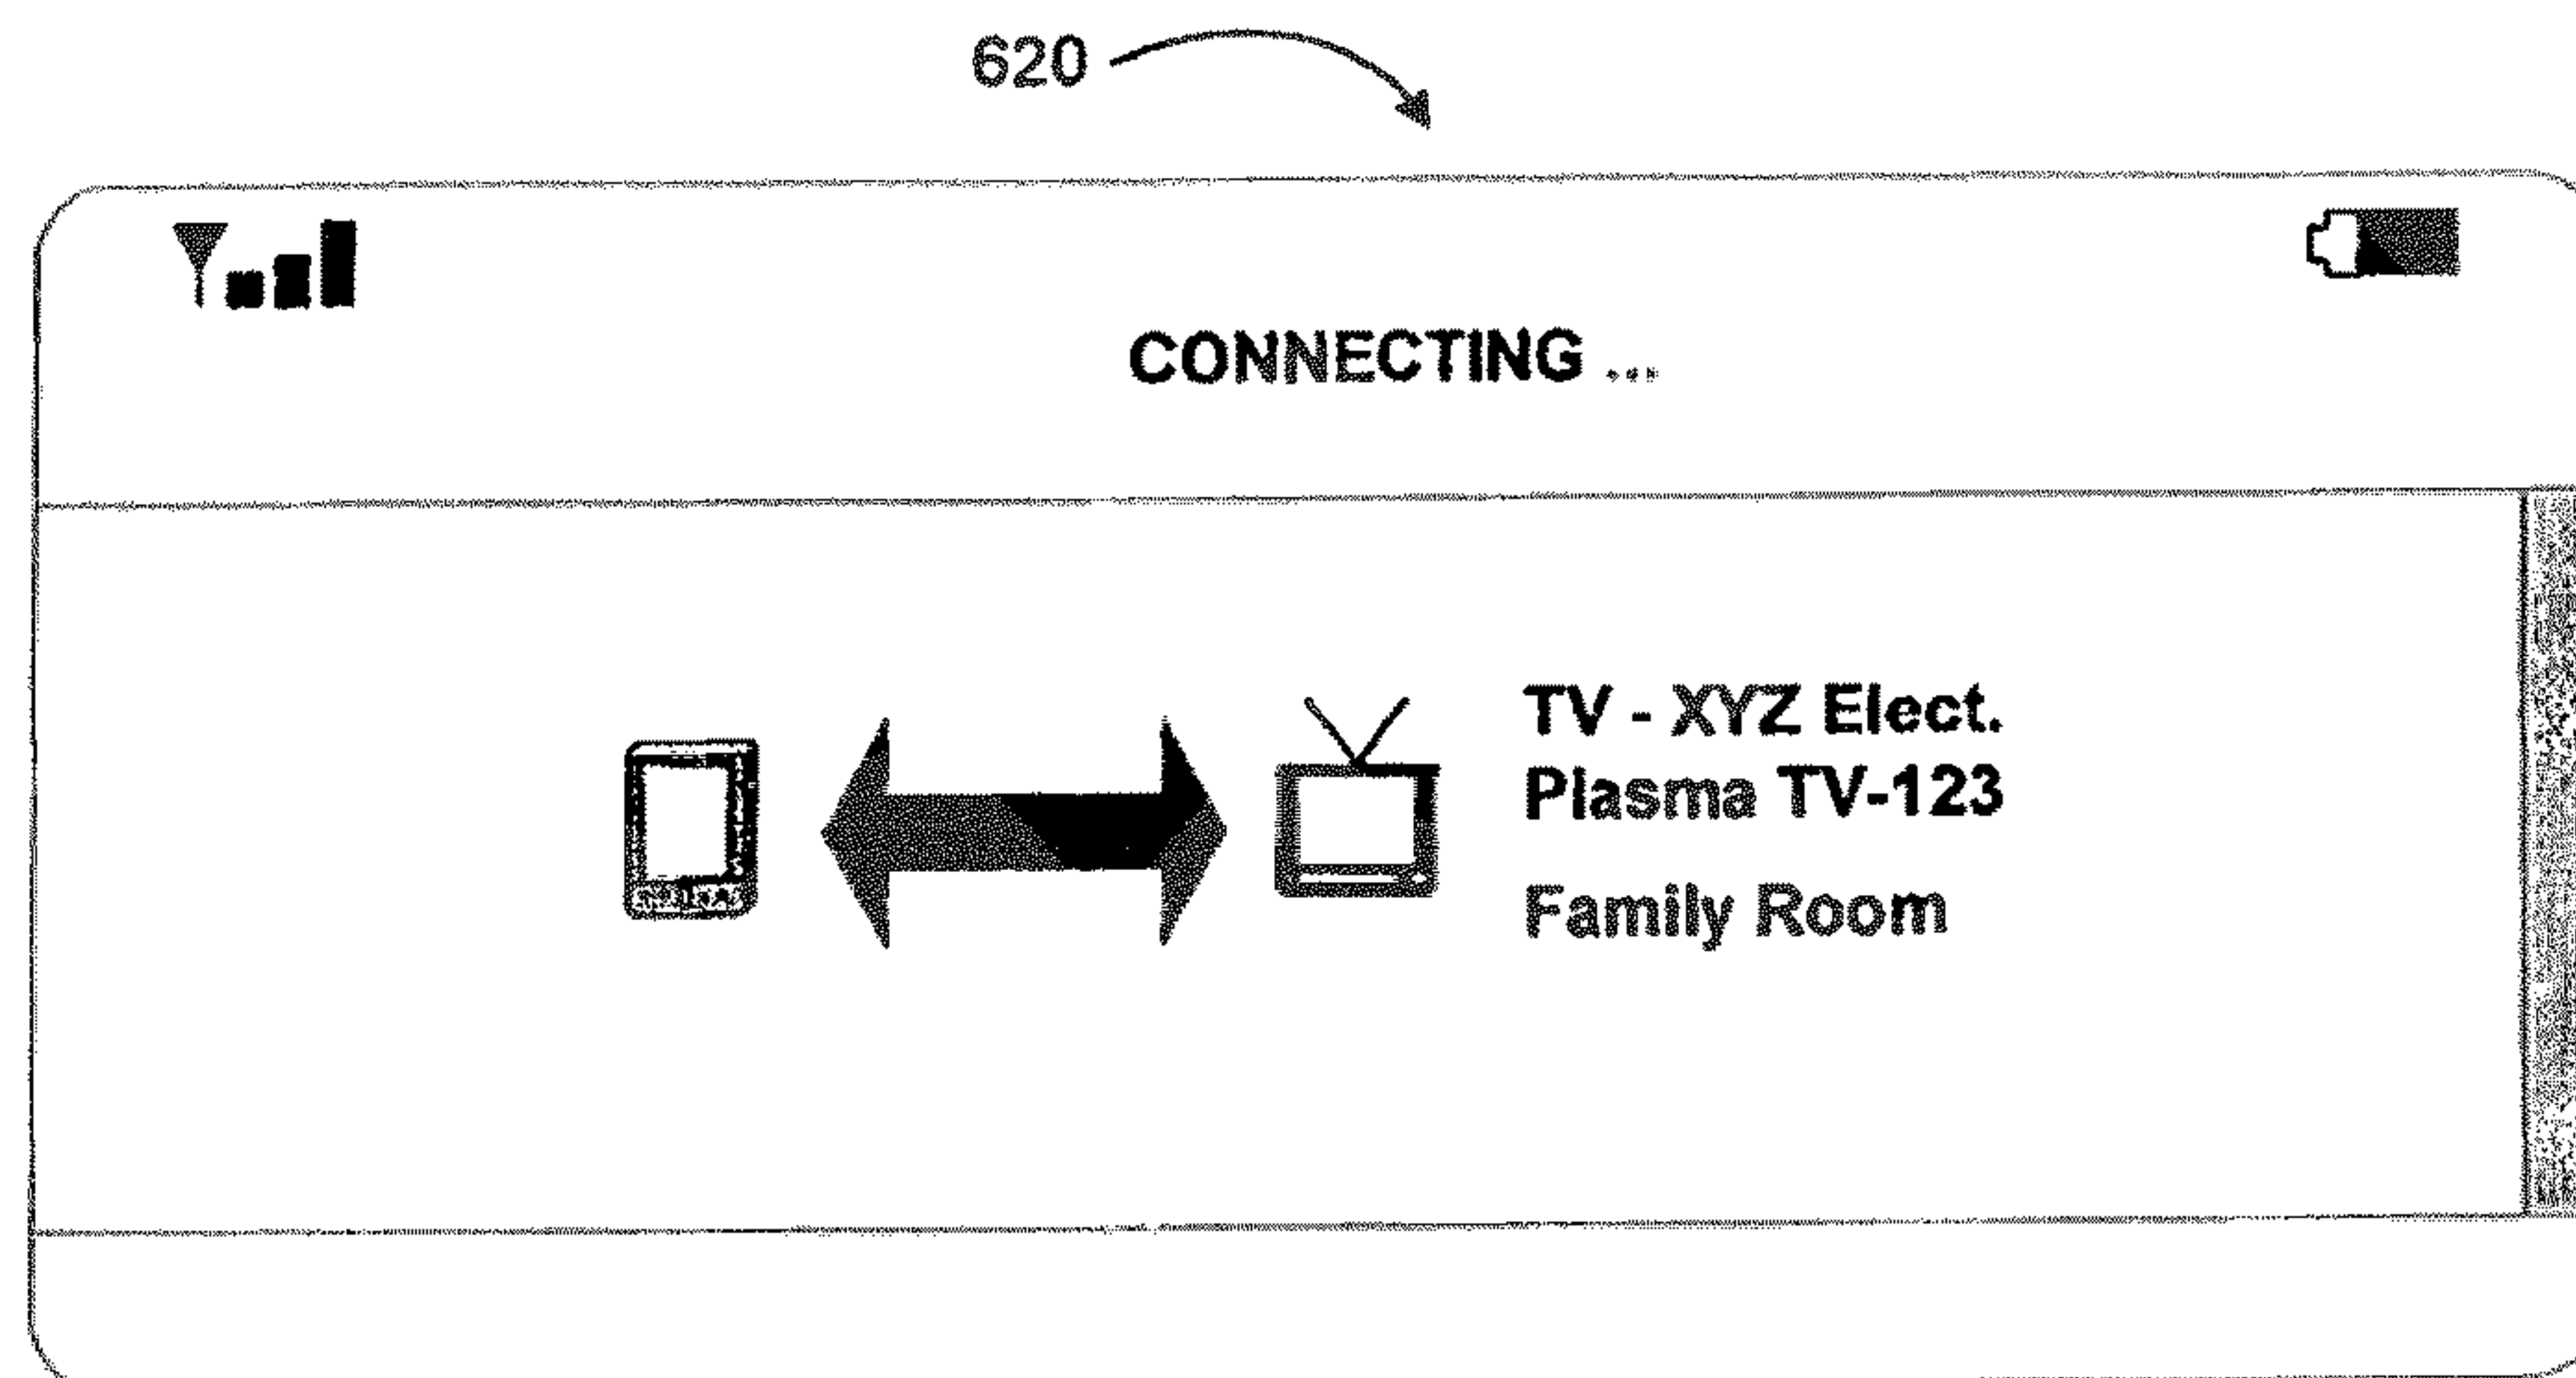 620
CONNECTING ...
TV - XYZ Elect.
Plasma TV-123
Family Room